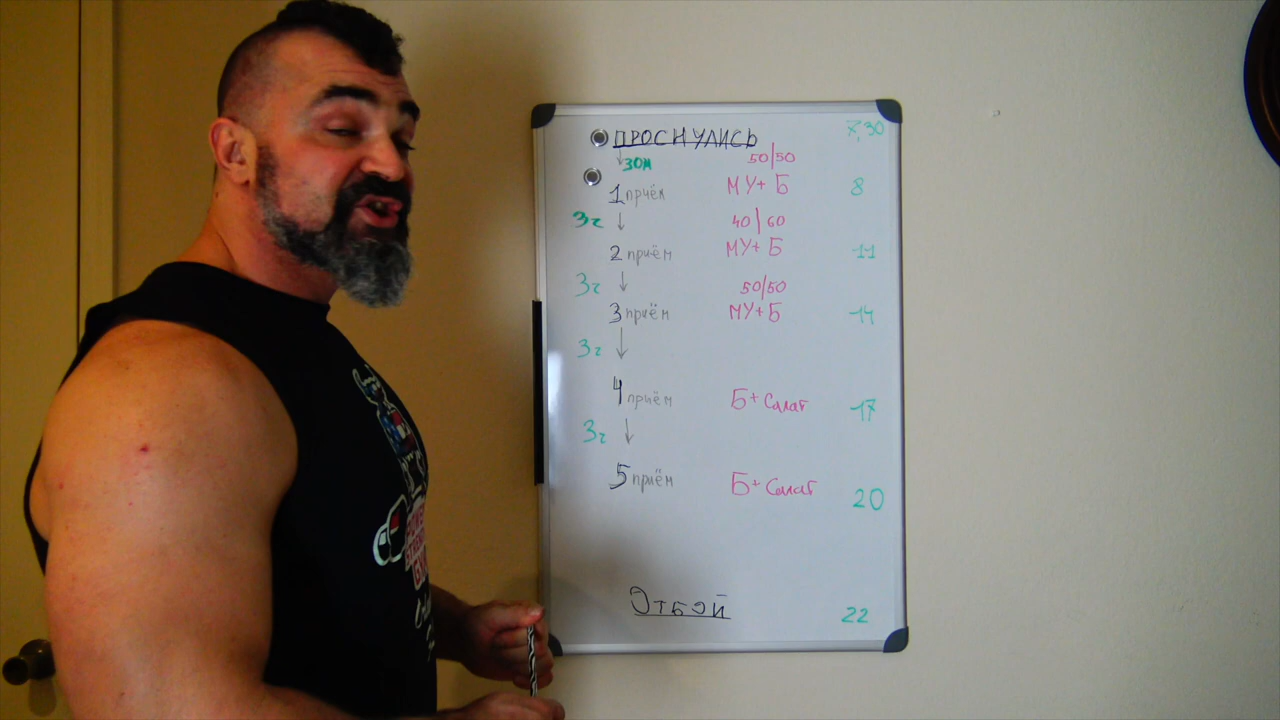 ПРОСНУЛИСЬ 7,30
30м 50/50
1 приём МУ+ Б 8
3ч 40/60
2 приём МУ+ Б 11
3ч 50/50
3 приём МУ+ Б 14
3ч
4 приём Б+ Салат 17
3ч
5 приём Б+ Салат 20
Отбой 22